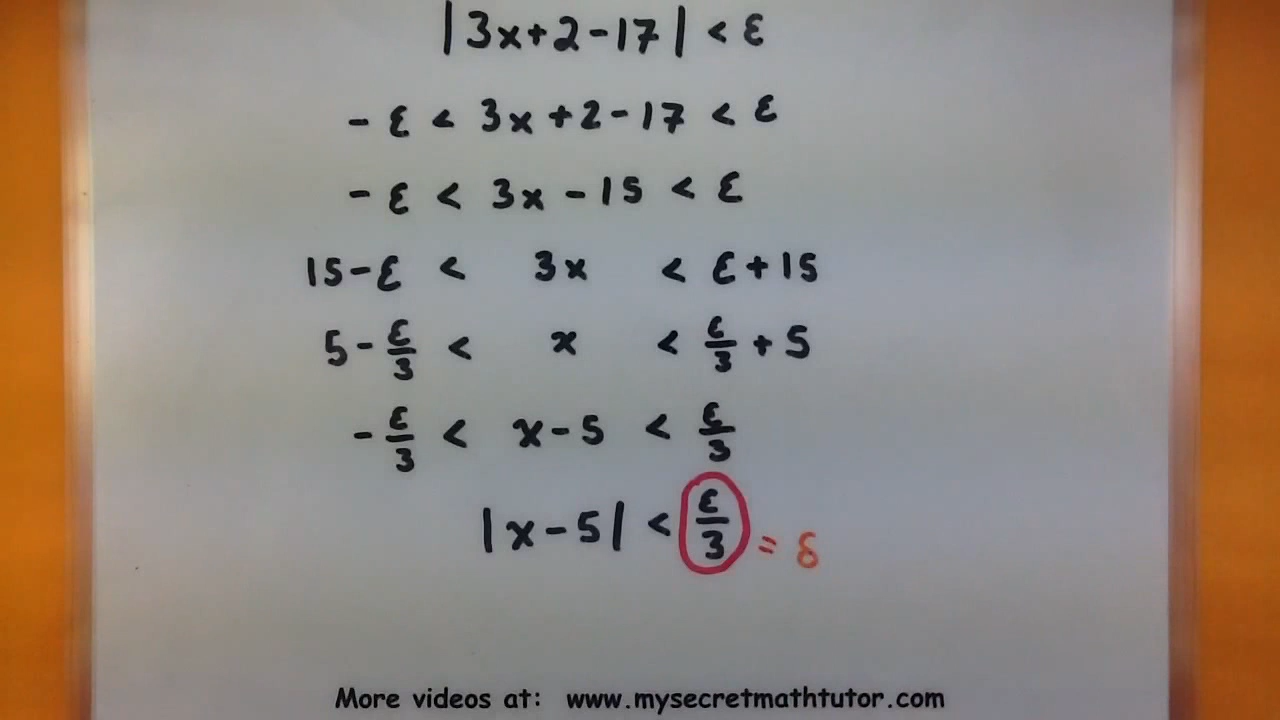 |3x+2-17| < ε
-ε < 3x+2-17 < ε
-ε < 3x-15 < ε
15-ε < 3x < ε+15
5-ε/3 < x < ε/3+5
-ε/3 < x-5 < ε/3
|x-5| < ε/3 = δ
More videos at: www.mysecretmathtutor.com